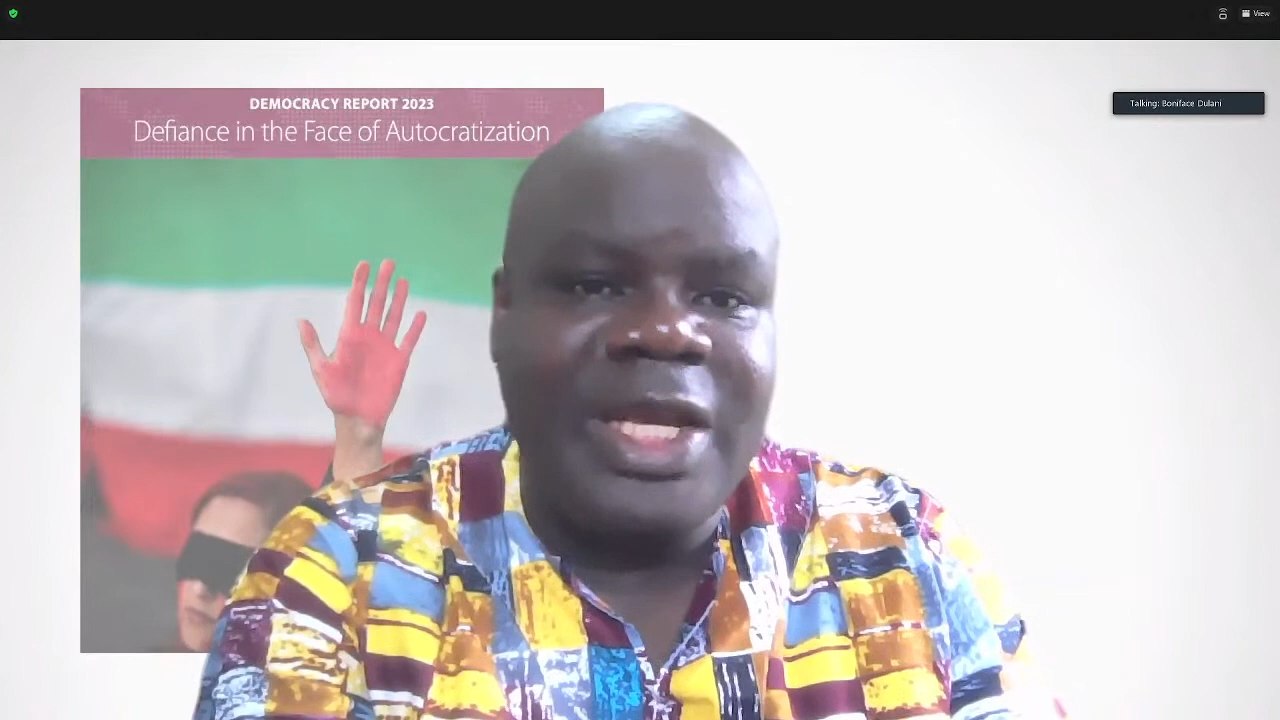 View
DEMOCRACY REPORT 2023
Defiance in the Face of Autocratization
Talking: Boniface Dulani